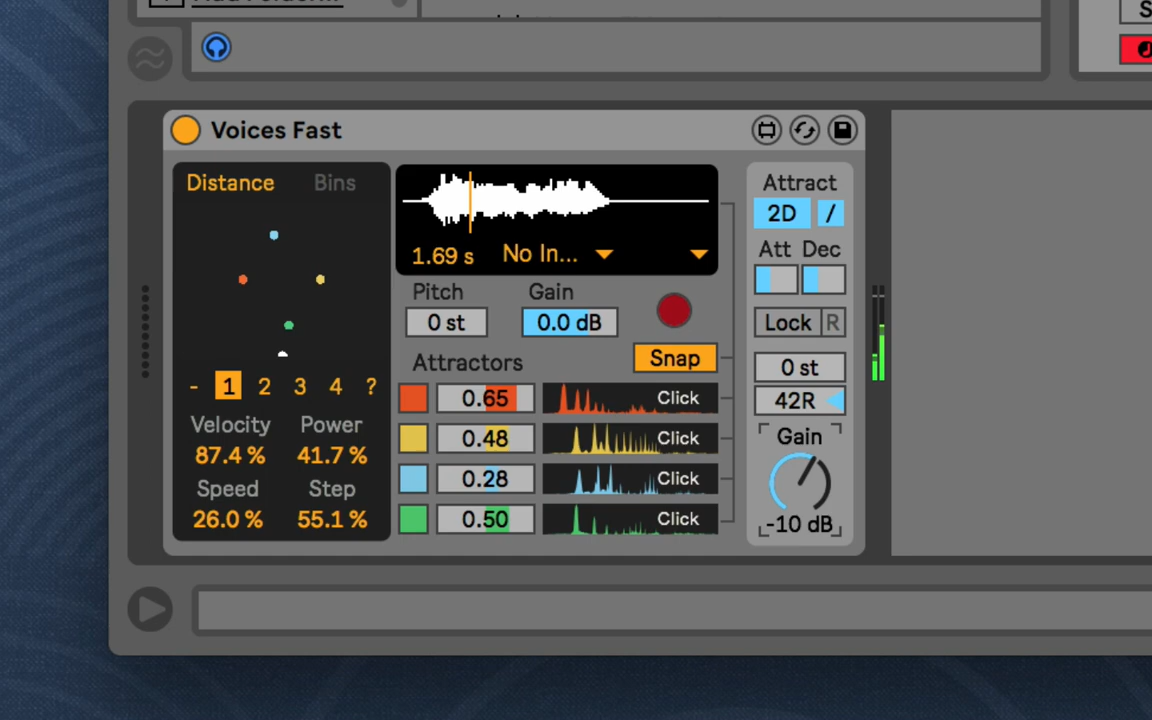 Voices Fast
Distance Bins
1.69 s No In...
Pitch Gain
0 st 0.0 dB
Attractors Snap
0.65 Click
0.48 Click
0.28 Click
0.50 Click
- 1 2 3 4 ?
Velocity Power
87.4 % 41.7 %
Speed Step
26.0 % 55.1 %
Attract
2D /
Att Dec
Lock R
0 st
42R
Gain
-10 dB